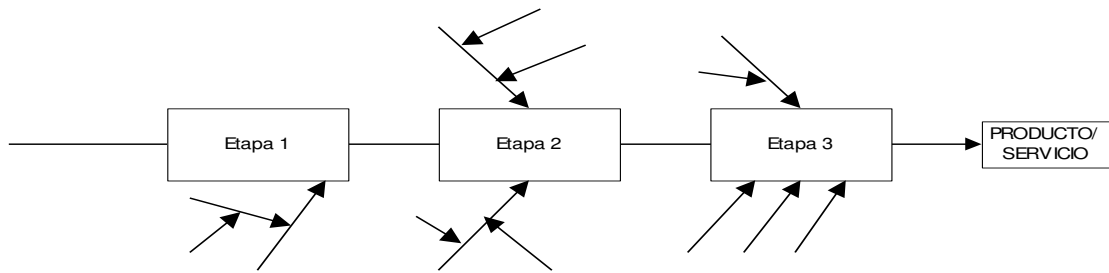 Etapa 1
Etapa 2
Etapa 3
PRODUCTO/
SERVICIO